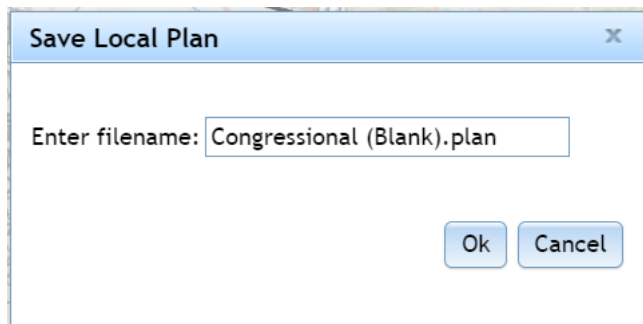 Save Local Plan x
Enter filename: Congressional (Blank).plan
Ok Cancel